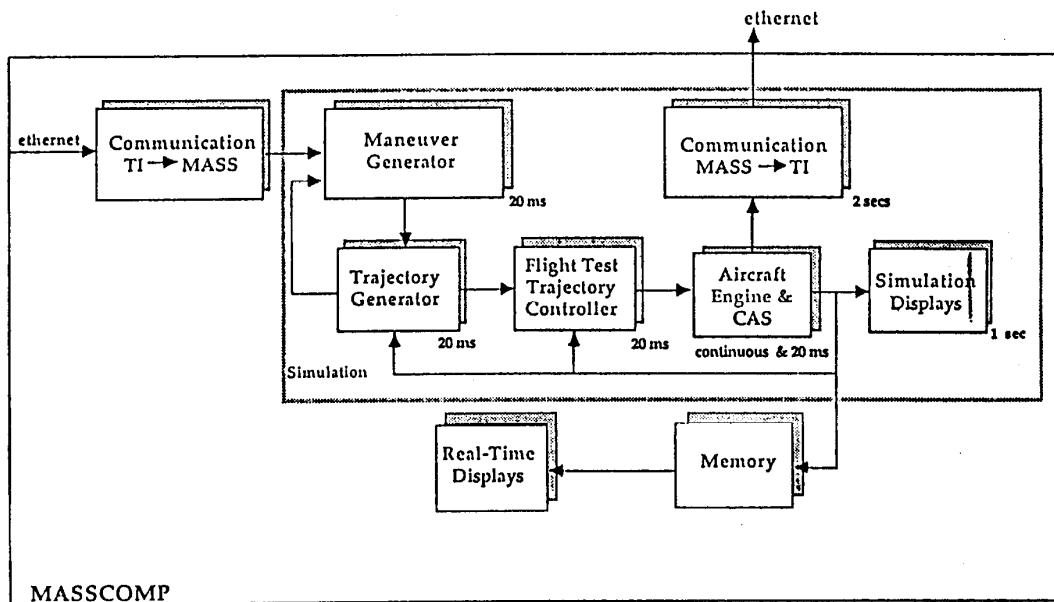 ethernet
ethernet
Communication
TI → MASS
Maneuver
Generator
20 ms
Communication
MASS → TI
2 secs
Trajectory
Generator
20 ms
Flight Test
Trajectory
Controller
20 ms
Aircraft
Engine &
CAS
continuous & 20 ms
Simulation
Displays
1 sec
Simulation
Real-Time
Displays
Memory
MASSCOMP